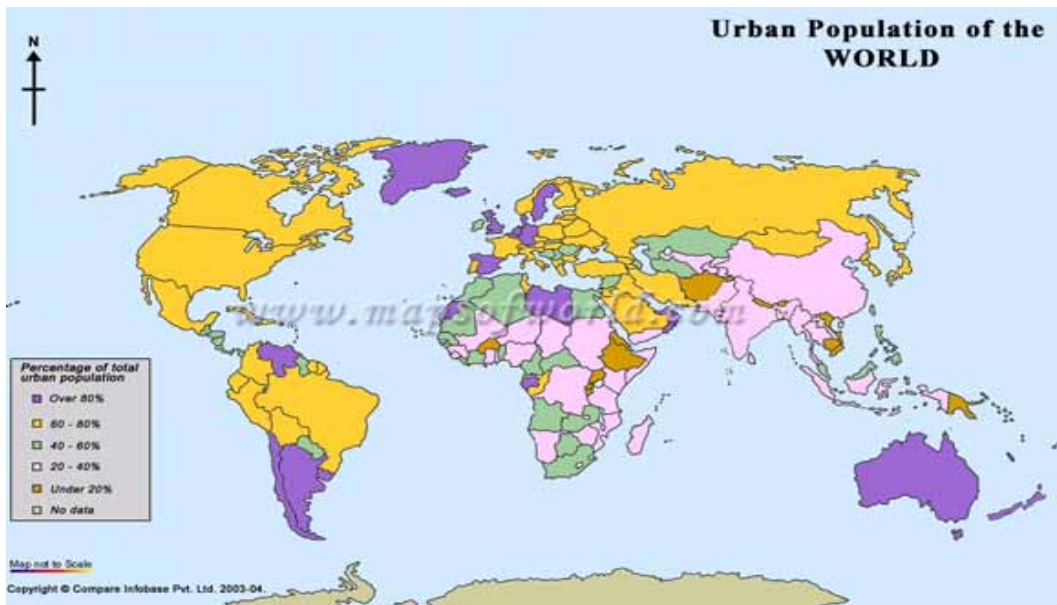 Urban Population of the
WORLD
N
www.mapsofworld.com
Percentage of total
urban population
Over 80%
60 - 80%
40 - 60%
20 - 40%
Under 20%
No data
Map not to Scale
Copyright © Compare Infobase Pvt. Ltd. 2003-04.